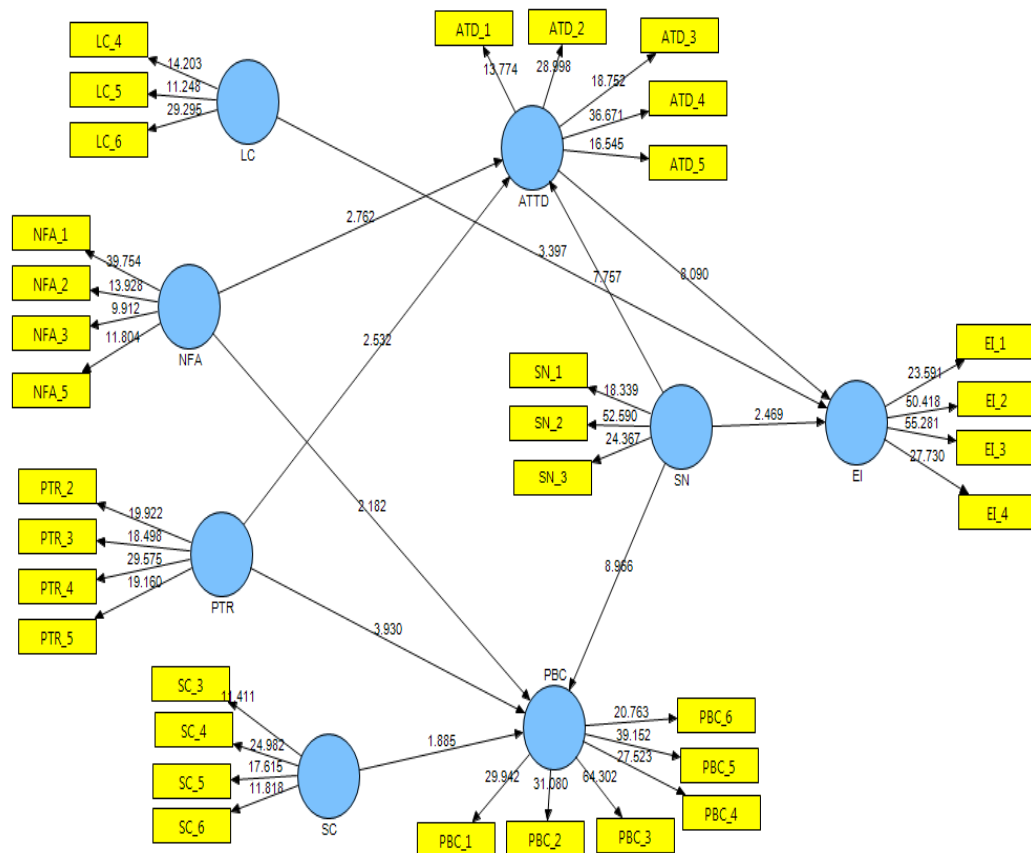 ATD_1
ATD_2
ATD_3
ATD_4
ATD_5
13.774
28.998
18.752
36.671
16.545
ATTD
LC_4
LC_5
LC_6
14.203
11.248
29.295
LC
NFA_1
NFA_2
NFA_3
NFA_5
39.754
13.928
9.912
11.804
NFA
2.762
3.397
7.757
8.090
2.532
2.182
SN_1
SN_2
SN_3
18.339
52.590
24.367
SN
2.469
EI_1
EI_2
EI_3
EI_4
23.591
50.418
55.281
27.730
EI
PTR_2
PTR_3
PTR_4
PTR_5
19.922
18.498
29.575
19.160
PTR
3.930
8.966
SC_3
SC_4
SC_5
SC_6
11.411
24.982
17.615
11.818
SC
1.885
PBC
20.763
39.152
27.523
64.302
31.080
29.942
PBC_6
PBC_5
PBC_4
PBC_3
PBC_2
PBC_1